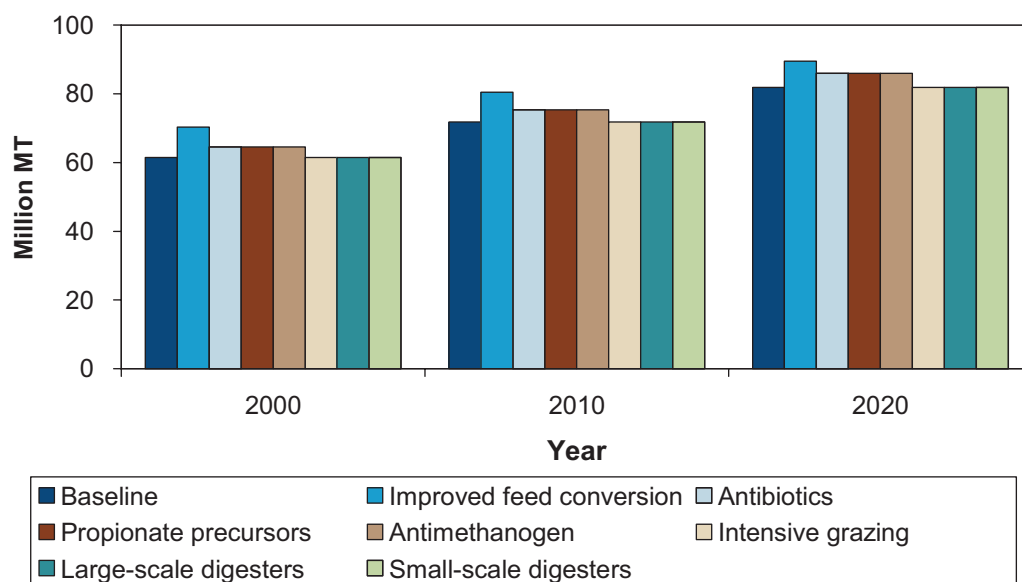 100
80
60
40
20
0
Million MT
2000 2010 2020
Year
Baseline Improved feed conversion Antibiotics
Propionate precursors Antimethanogen Intensive grazing
Large-scale digesters Small-scale digesters